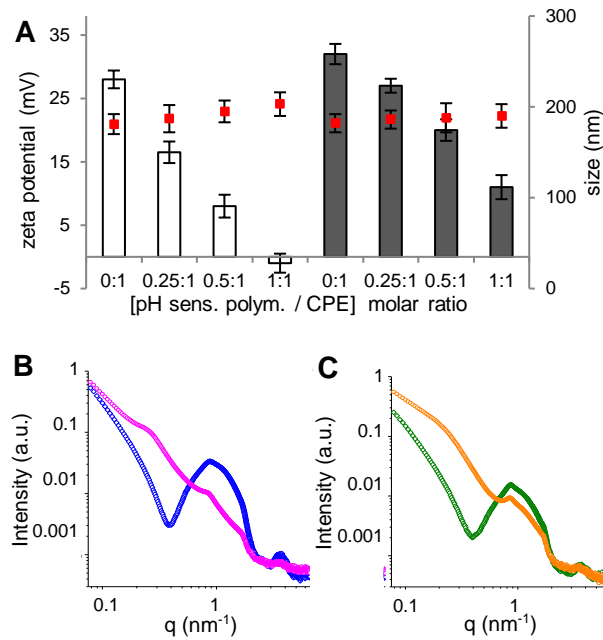 A
zeta potential (mV)
35
25
15
5
-5
300
200
100
0
size (nm)
0:1 0.25:1 0.5:1 1:1 0:1 0.25:1 0.5:1 1:1
[pH sens. polym. / CPE] molar ratio
B
Intensity (a.u.)
1
0.1
0.01
0.001
0.1 1
q (nm⁻¹)
C
Intensity (a.u.)
1
0.1
0.01
0.001
0.1 1
q (nm⁻¹)